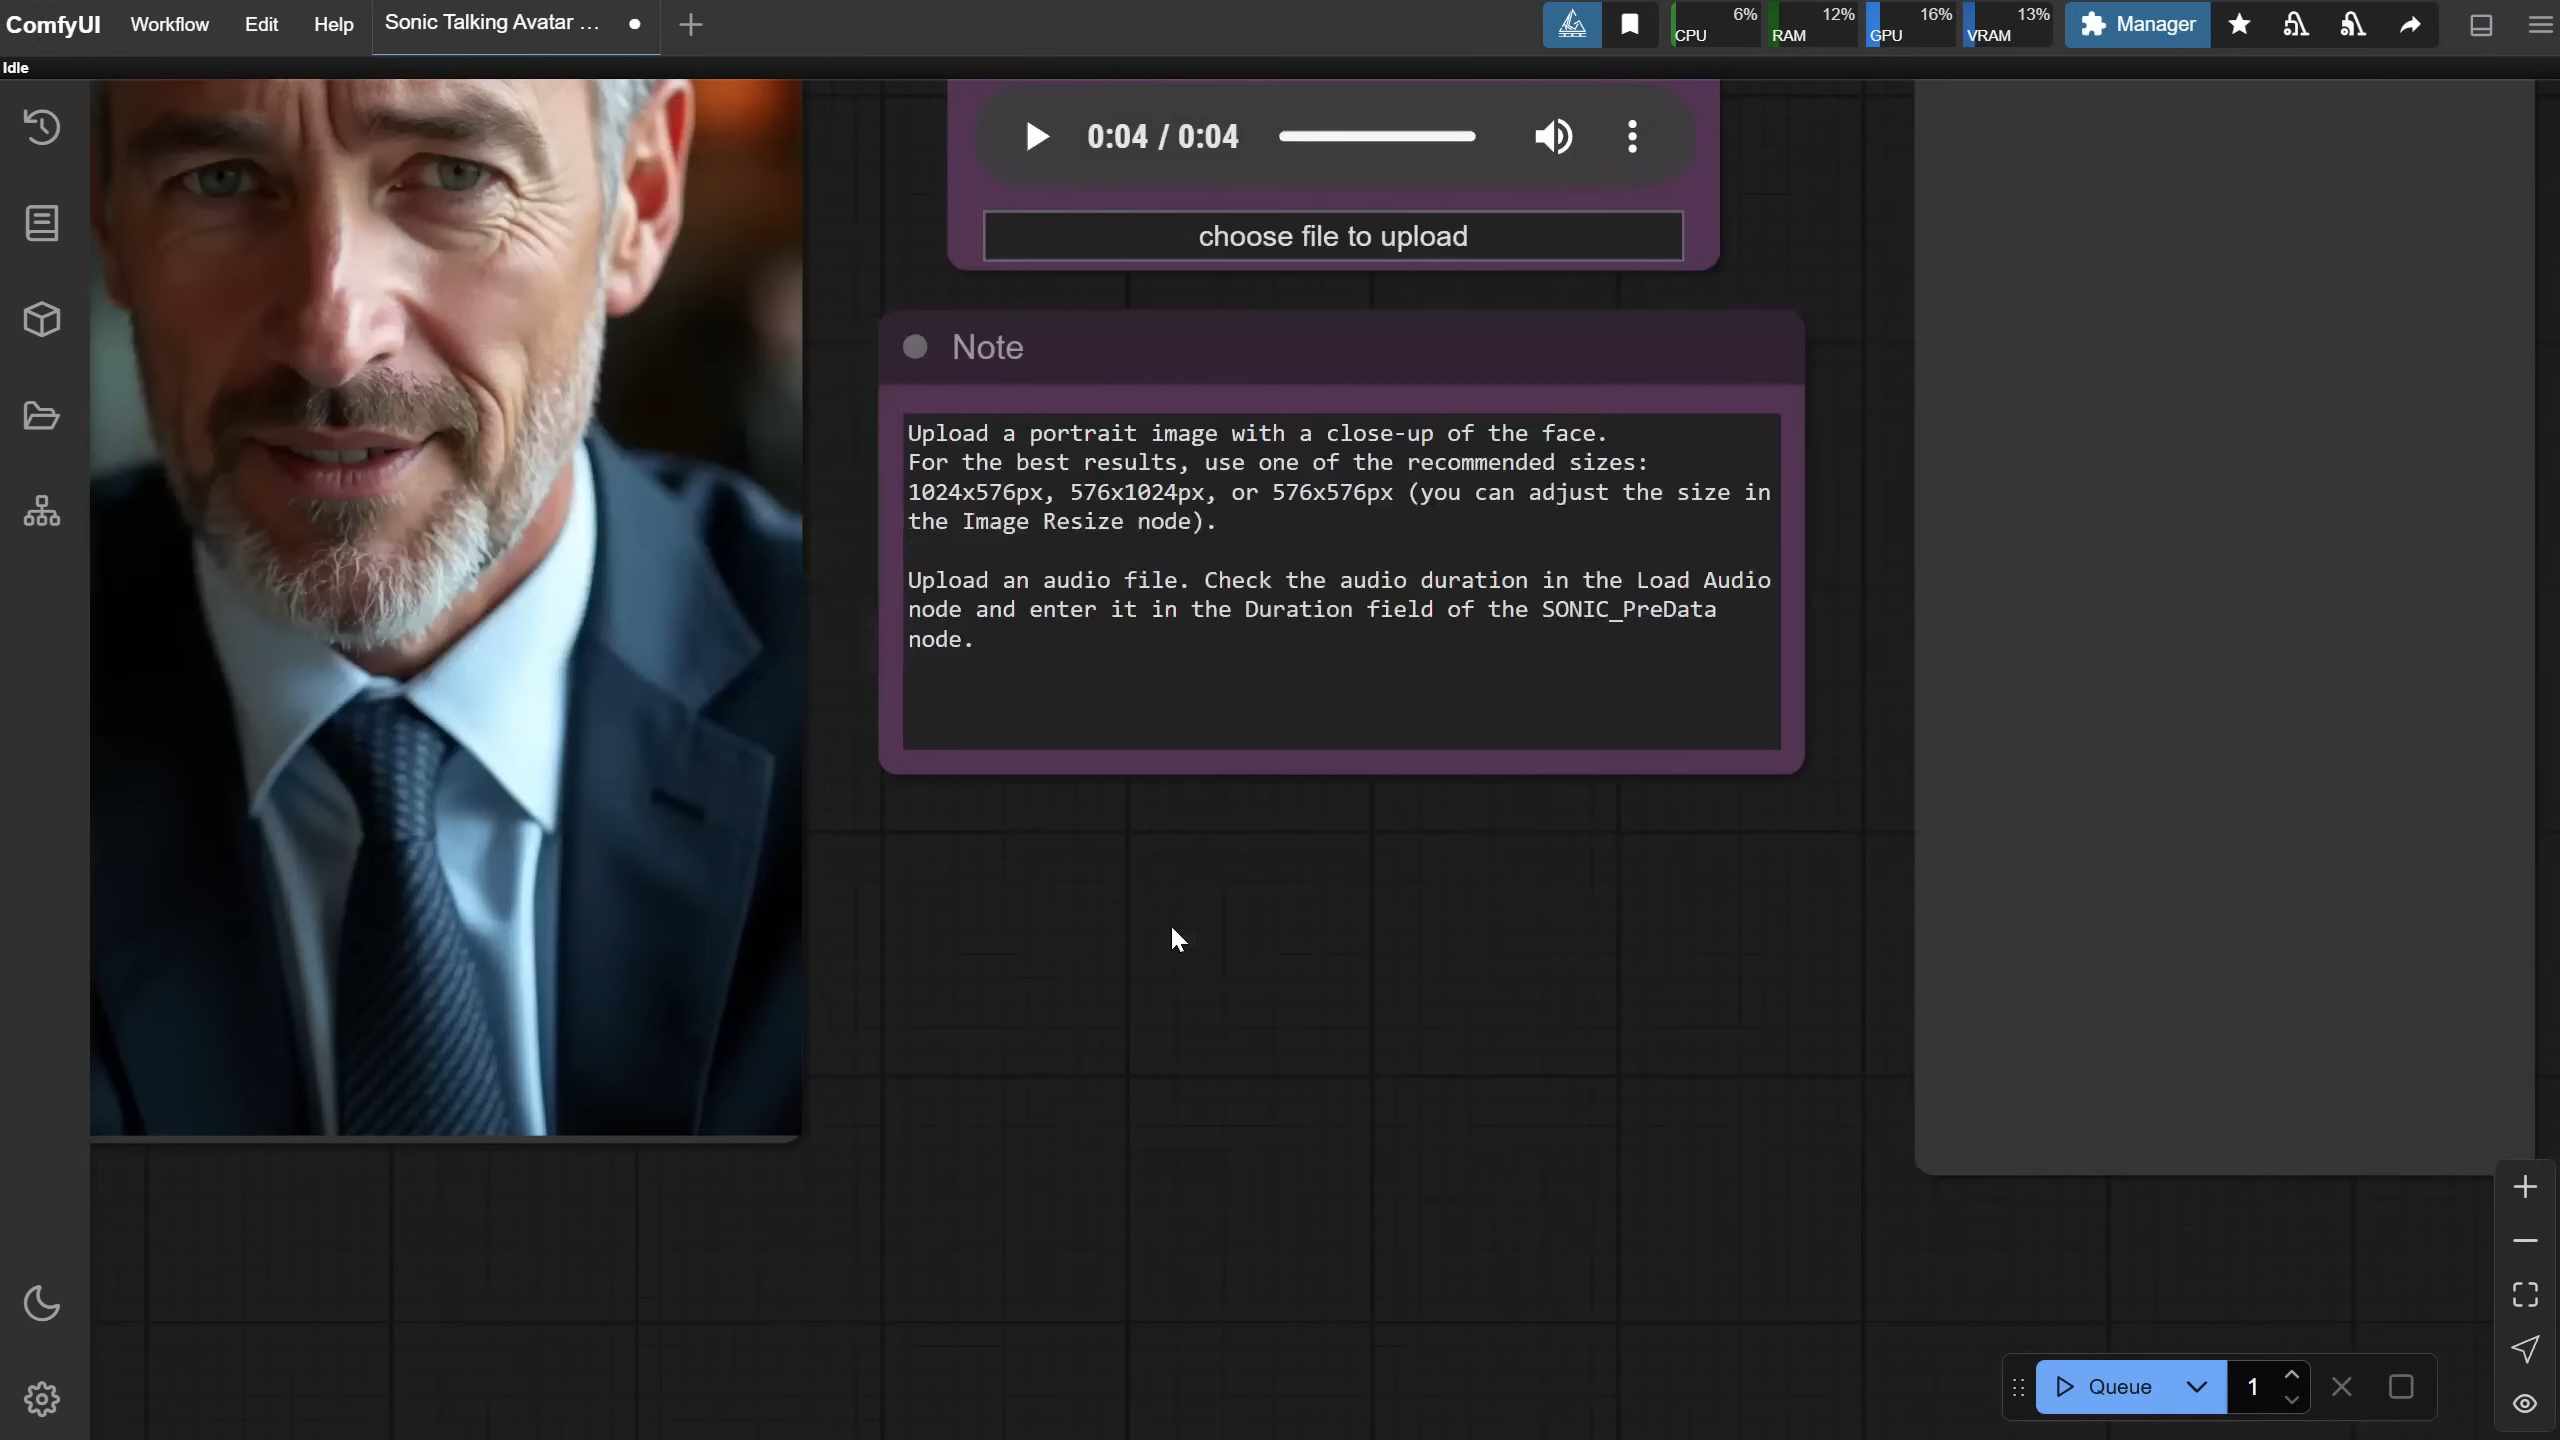 ComfyUI Workflow Edit Help Sonic Talking Avatar ... CPU 6% RAM 12% GPU 16% VRAM 13% Manager
Idle
0:04 / 0:04
choose file to upload
Note
Upload a portrait image with a close-up of the face.
For the best results, use one of the recommended sizes:
1024x576px, 576x1024px, or 576x576px (you can adjust the size in
the Image Resize node).
Upload an audio file. Check the audio duration in the Load Audio
node and enter it in the Duration field of the SONIC_PreData
node.
Queue 1